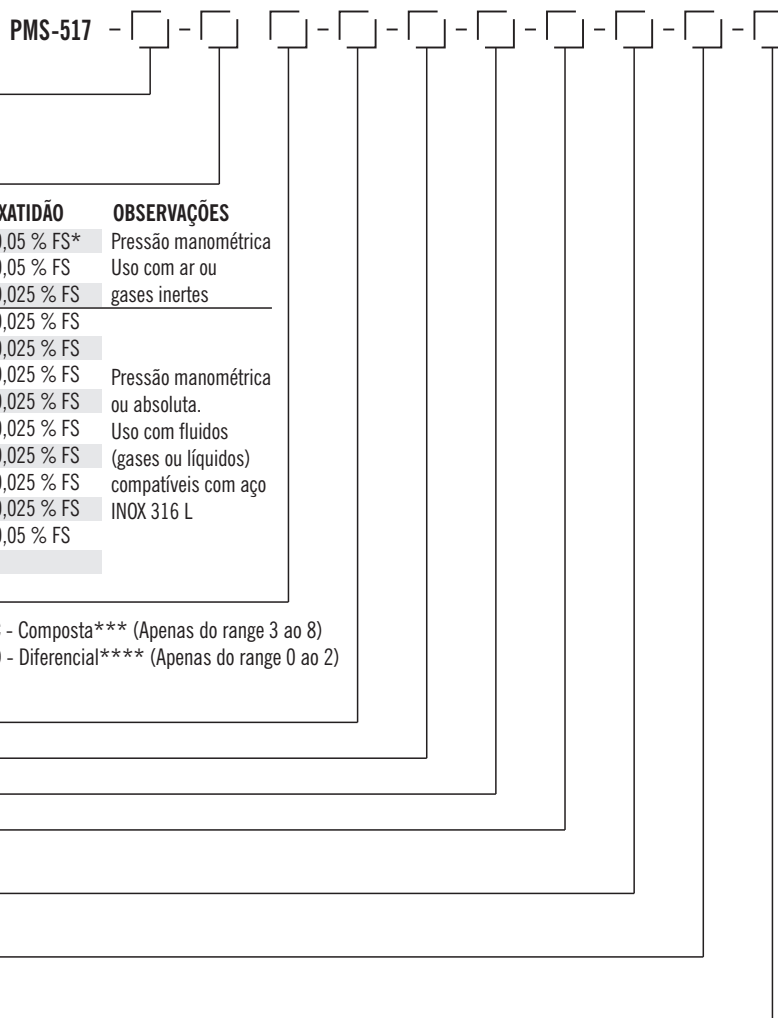 PMS-517 - - - - - - - -
XATIDÃO OBSERVAÇÕES
0,05 % FS* Pressão manométrica
0,05 % FS Uso com ar ou
0,025 % FS gases inertes
0,025 % FS
0,025 % FS
0,025 % FS Pressão manométrica
0,025 % FS ou absoluta.
0,025 % FS Uso com fluidos
0,025 % FS (gases ou líquidos)
0,025 % FS compatíveis com aço
0,025 % FS INOX 316 L
0,05 % FS
- Composta*** (Apenas do range 3 ao 8)
- Diferencial**** (Apenas do range 0 ao 2)